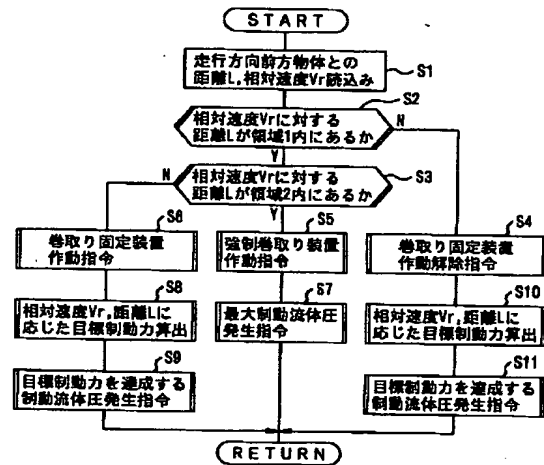 START
走行方向前方物体との
距離L,相対速度Vr読込み
S1
S2
相対速度Vrに対する
距離Lが領域1内にあるか
N
Y
S3
相対速度Vrに対する
距離Lが領域2内にあるか
N
Y
S6
巻取り固定装置
作動指令
S5
強制巻取り装置
作動指令
S4
巻取り固定装置
作動解除指令
S8
相対速度Vr,距離Lに
応じた目標制動力算出
S7
最大制動流体圧
発生指令
S10
相対速度Vr,距離Lに
応じた目標制動力算出
S9
目標制動力を達成する
制動流体圧発生指令
S11
目標制動力を達成する
制動流体圧発生指令
RETURN